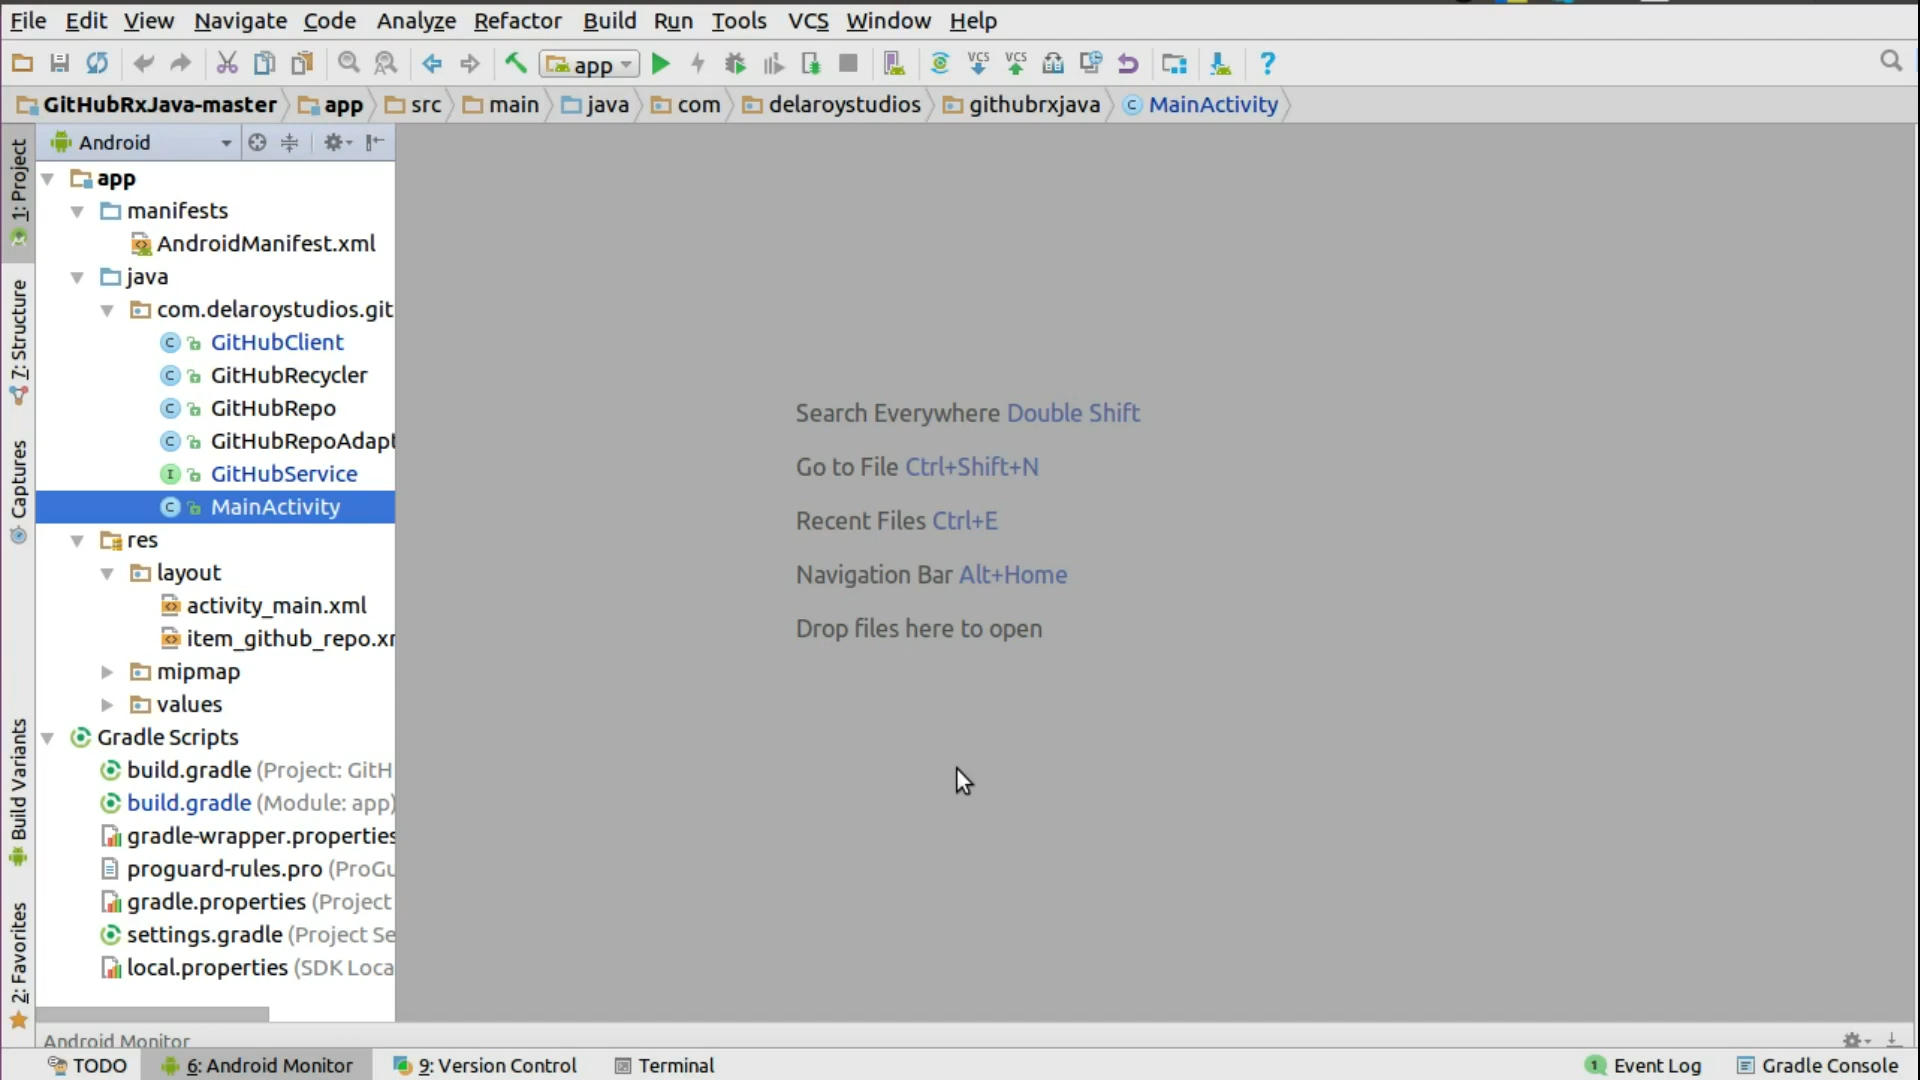 File Edit View Navigate Code Analyze Refactor Build Run Tools VCS Window Help
app VCS VCS ?
GitHubRxJava-master app src main java com delaroystudios githubrxjava MainActivity
1: Project
7: Structure
Captures
Build Variants
2: Favorites
Android
app
manifests
AndroidManifest.xml
java
com.delaroystudios.git
GitHubClient
GitHubRecycler
GitHubRepo
GitHubRepoAdapt
GitHubService
MainActivity
res
layout
activity_main.xml
item_github_repo.xm
mipmap
values
Gradle Scripts
build.gradle (Project: GitH
build.gradle (Module: app)
gradle-wrapper.properties
proguard-rules.pro (ProGu
gradle.properties (Project
settings.gradle (Project Se
local.properties (SDK Loca
Search Everywhere Double Shift
Go to File Ctrl+Shift+N
Recent Files Ctrl+E
Navigation Bar Alt+Home
Drop files here to open
Android Monitor
TODO 6: Android Monitor 9: Version Control Terminal 1 Event Log Gradle Console